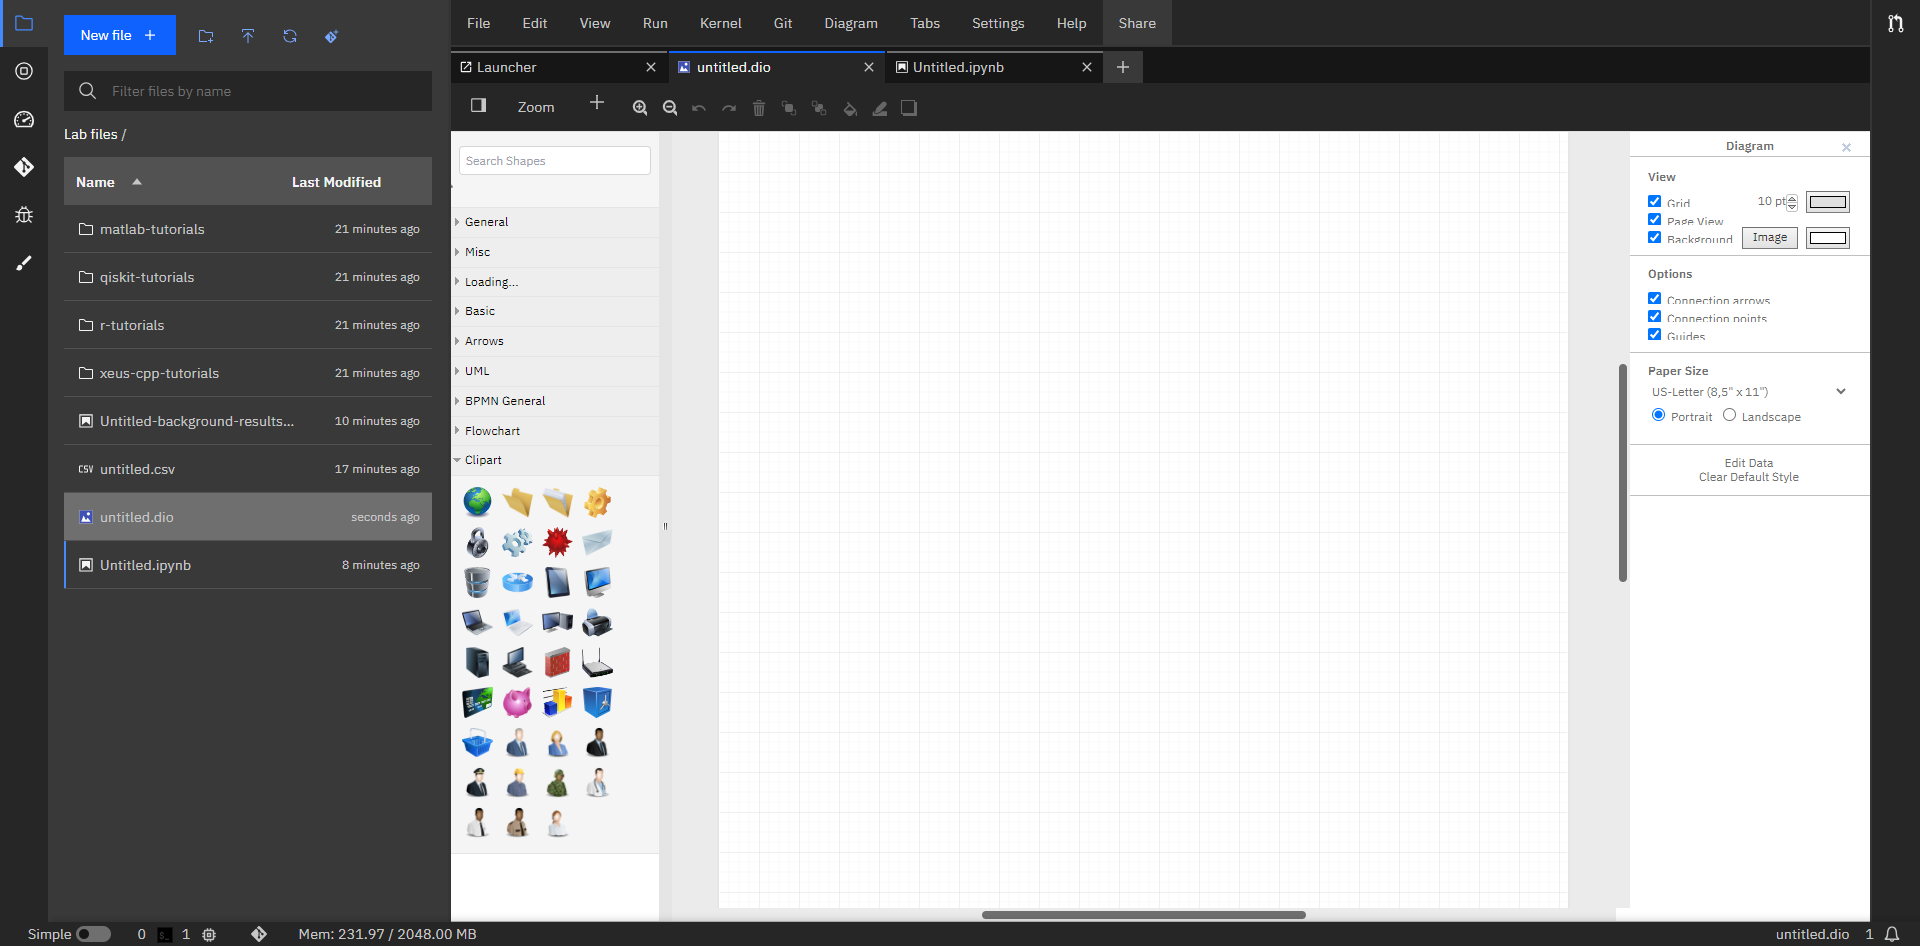 File Edit View Run Kernel Git Diagram Tabs Settings Help Share
New file
Launcher untitled.dio Untitled.ipynb
Filter files by name
Zoom
Lab files /
Name Last Modified
matlab-tutorials 21 minutes ago
qiskit-tutorials 21 minutes ago
r-tutorials 21 minutes ago
xeus-cpp-tutorials 21 minutes ago
Untitled-background-results... 10 minutes ago
CSV untitled.csv 17 minutes ago
untitled.dio seconds ago
Untitled.ipynb 8 minutes ago
Search Shapes
General
Misc
Loading...
Basic
Arrows
UML
BPMN General
Flowchart
Clipart
Diagram
View
Grid 10 pt
Page View
Background Image
Options
Connection arrows
Connection points
Guides
Paper Size
US-Letter (8,5" x 11")
Portrait Landscape
Edit Data
Clear Default Style
Simple 0 1 Mem: 231.97 / 2048.00 MB untitled.dio 1